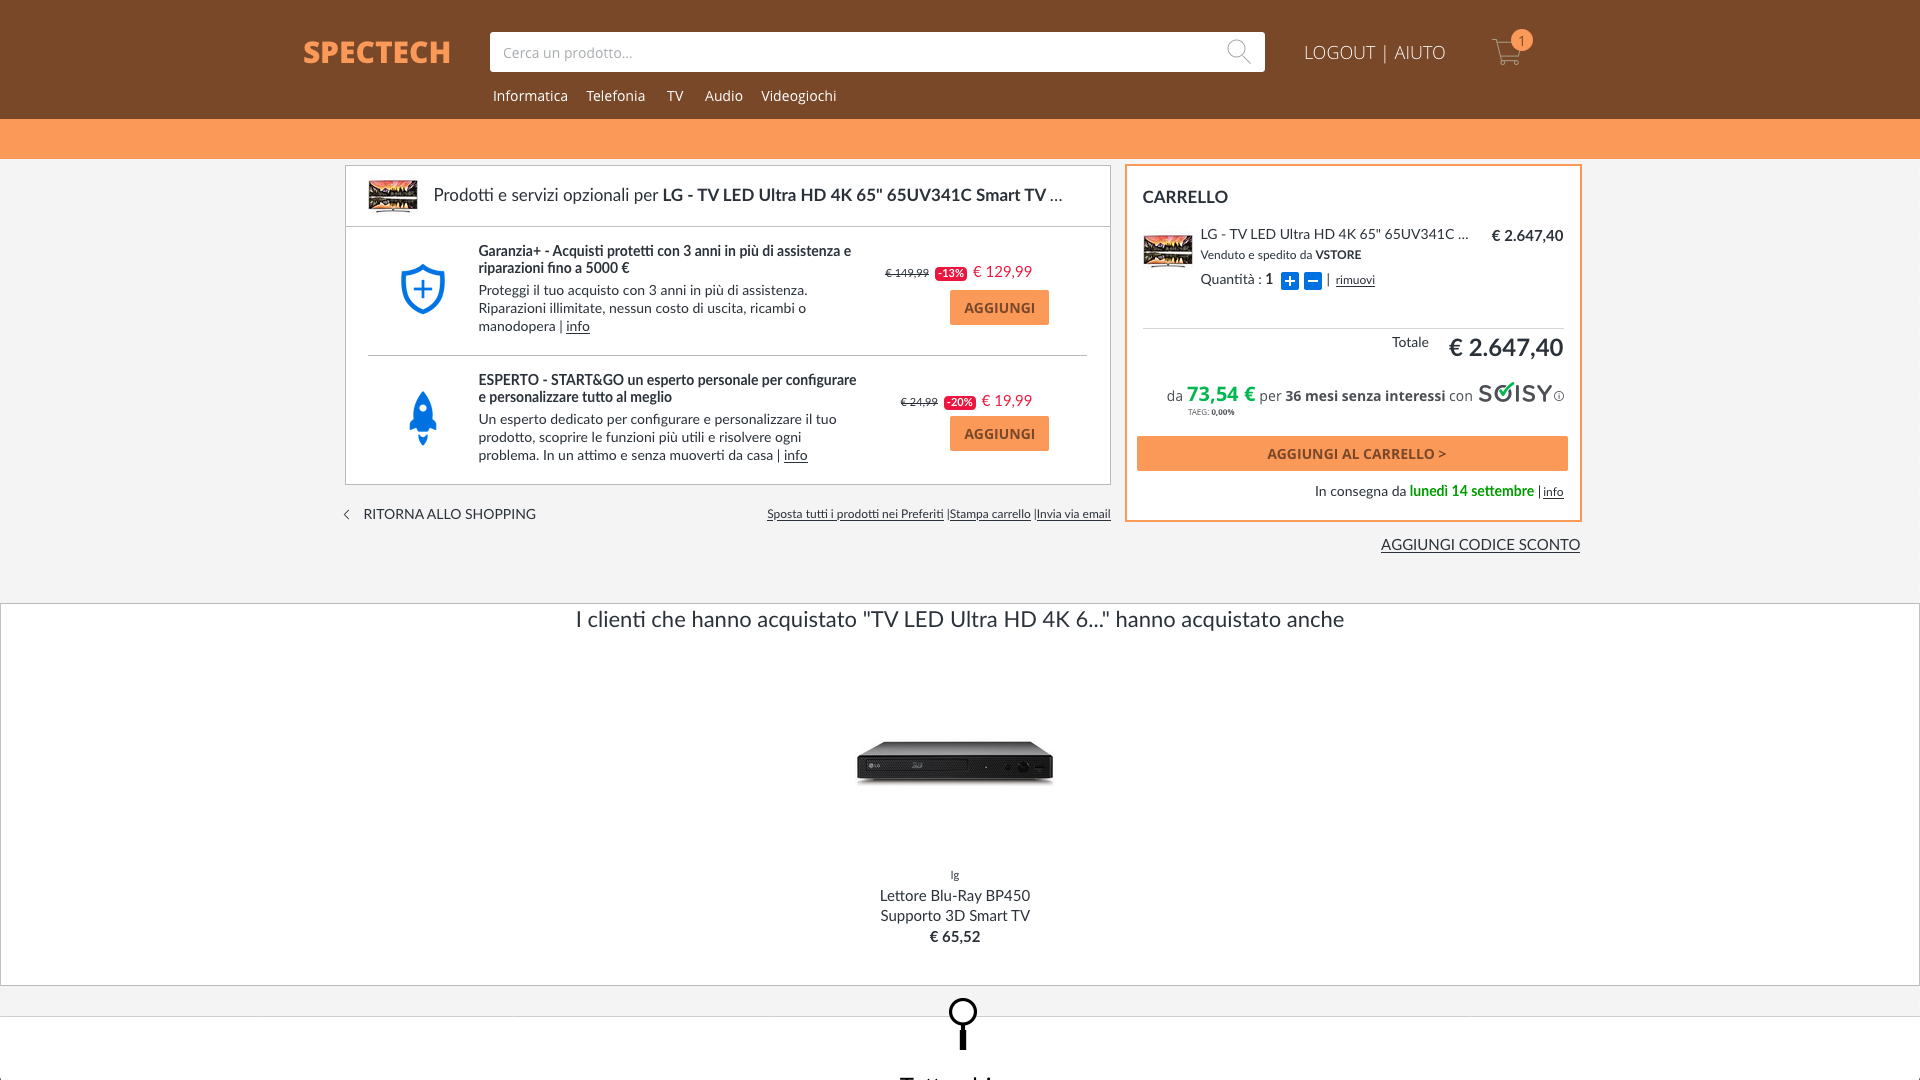 SPECTECH
Cerca un prodotto...
LOGOUT | AIUTO
1
Informatica Telefonia TV Audio Videogiochi
Prodotti e servizi opzionali per LG - TV LED Ultra HD 4K 65" 65UV341C Smart TV ...
Garanzia+ - Acquisti protetti con 3 anni in più di assistenza e
riparazioni fino a 5000 €
Proteggi il tuo acquisto con 3 anni in più di assistenza.
Riparazioni illimitate, nessun costo di uscita, ricambi o
manodopera | info
€ 149,99 -13% € 129,99
AGGIUNGI
ESPERTO - START&GO un esperto personale per configurare
e personalizzare tutto al meglio
Un esperto dedicato per configurare e personalizzare il tuo
prodotto, scoprire le funzioni più utili e risolvere ogni
problema. In un attimo e senza muoverti da casa | info
€ 24,99 -20% € 19,99
AGGIUNGI
RITORNA ALLO SHOPPING
Sposta tutti i prodotti nei Preferiti |Stampa carrello |Invia via email
CARRELLO
LG - TV LED Ultra HD 4K 65" 65UV341C ...
€ 2.647,40
Venduto e spedito da VSTORE
Quantità : 1 | rimuovi
Totale € 2.647,40
da 73,54 € per 36 mesi senza interessi con SOISY
TAEG: 0,00%
AGGIUNGI AL CARRELLO >
In consegna da lunedì 14 settembre | info
AGGIUNGI CODICE SCONTO
I clienti che hanno acquistato "TV LED Ultra HD 4K 6..." hanno acquistato anche
LG
lg
Lettore Blu-Ray BP450
Supporto 3D Smart TV
€ 65,52